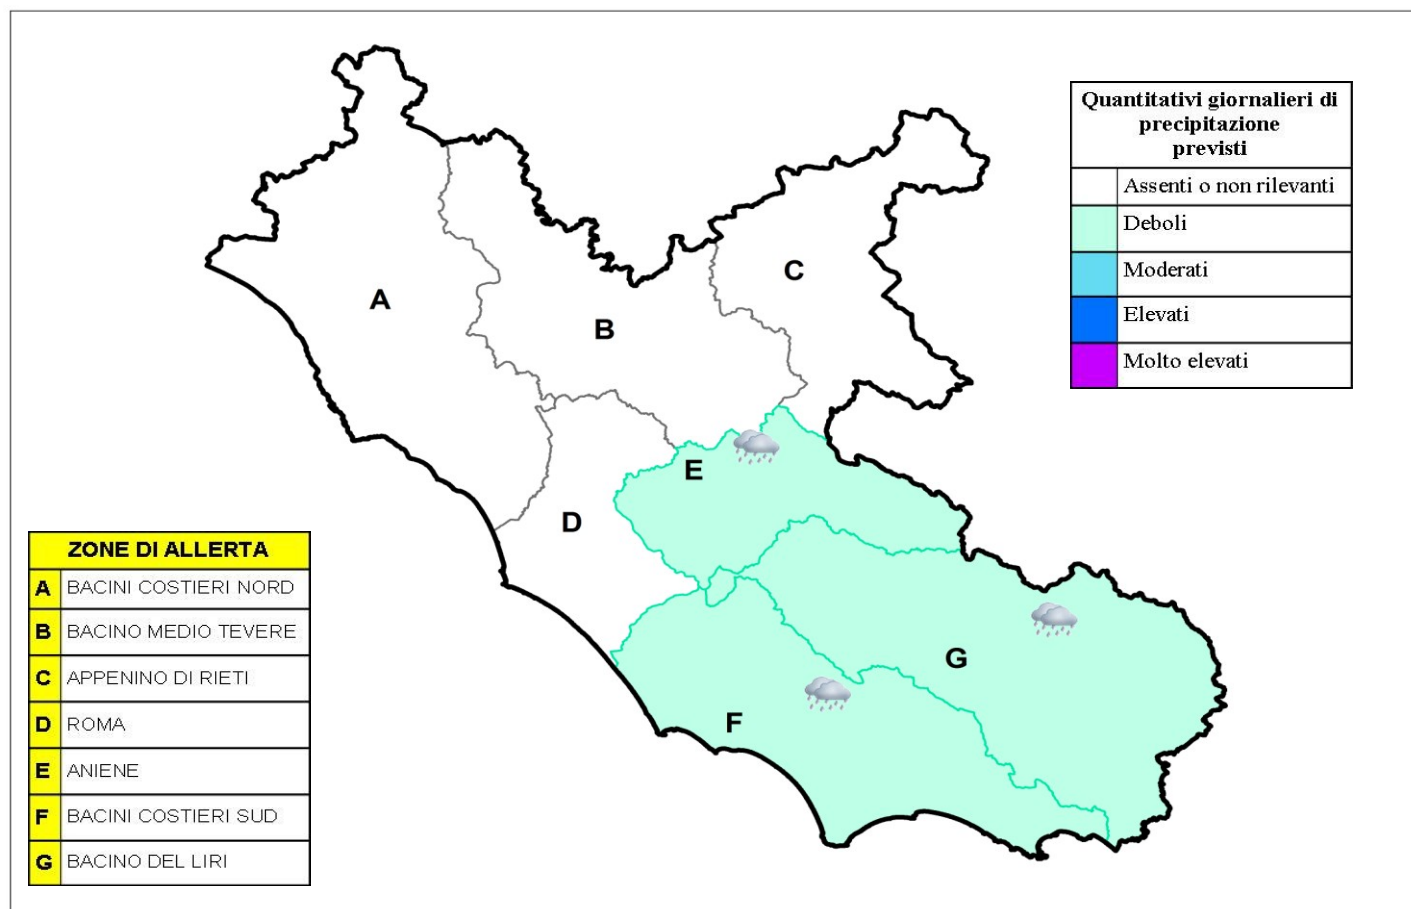 A
B
C
D
E
F
G
Quantitativi giornalieri di
precipitazione
previsti
Assenti o non rilevanti
Deboli
Moderati
Elevati
Molto elevati
ZONE DI ALLERTA
A BACINI COSTIERI NORD
B BACINO MEDIO TEVERE
C APPENINO DI RIETI
D ROMA
E ANIENE
F BACINI COSTIERI SUD
G BACINO DEL LIRI